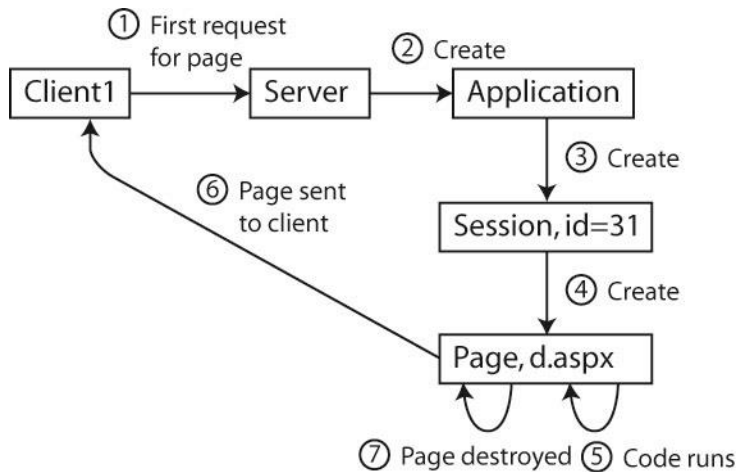 ① First request
for page
② Create
Client1
Server
Application
③ Create
⑥ Page sent
to client
Session, id=31
④ Create
Page, d.aspx
⑦ Page destroyed
⑤ Code runs